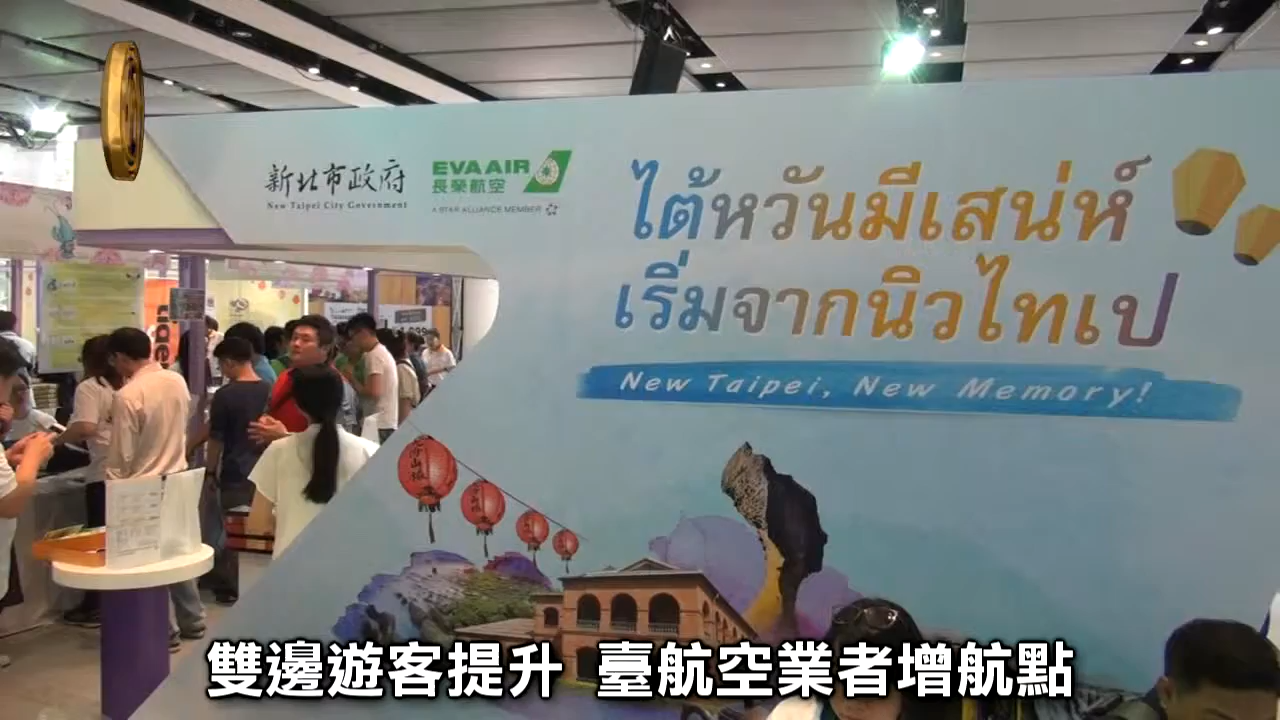 新北市政府
New Taipei City Government
EVA AIR
長榮航空
A STAR ALLIANCE MEMBER
ไต้หวันมีเสน่ห์
เริ่มจากนิวไทเป
New Taipei, New Memory!
雙邊遊客提升 臺航空業者增航點